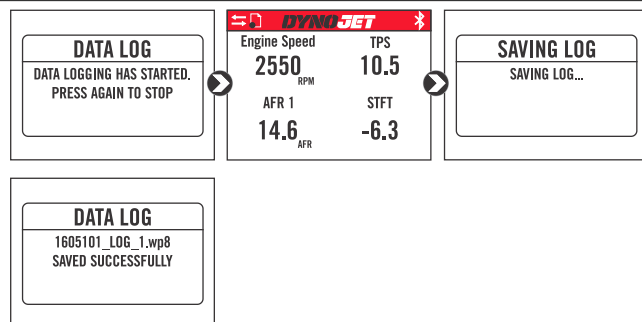 DATA LOG
DATA LOGGING HAS STARTED.
PRESS AGAIN TO STOP
DYNOJET
Engine Speed TPS
2550 RPM 10.5
AFR 1 STFT
14.6 AFR -6.3
SAVING LOG
SAVING LOG...
DATA LOG
1605101_LOG_1.wp8
SAVED SUCCESSFULLY